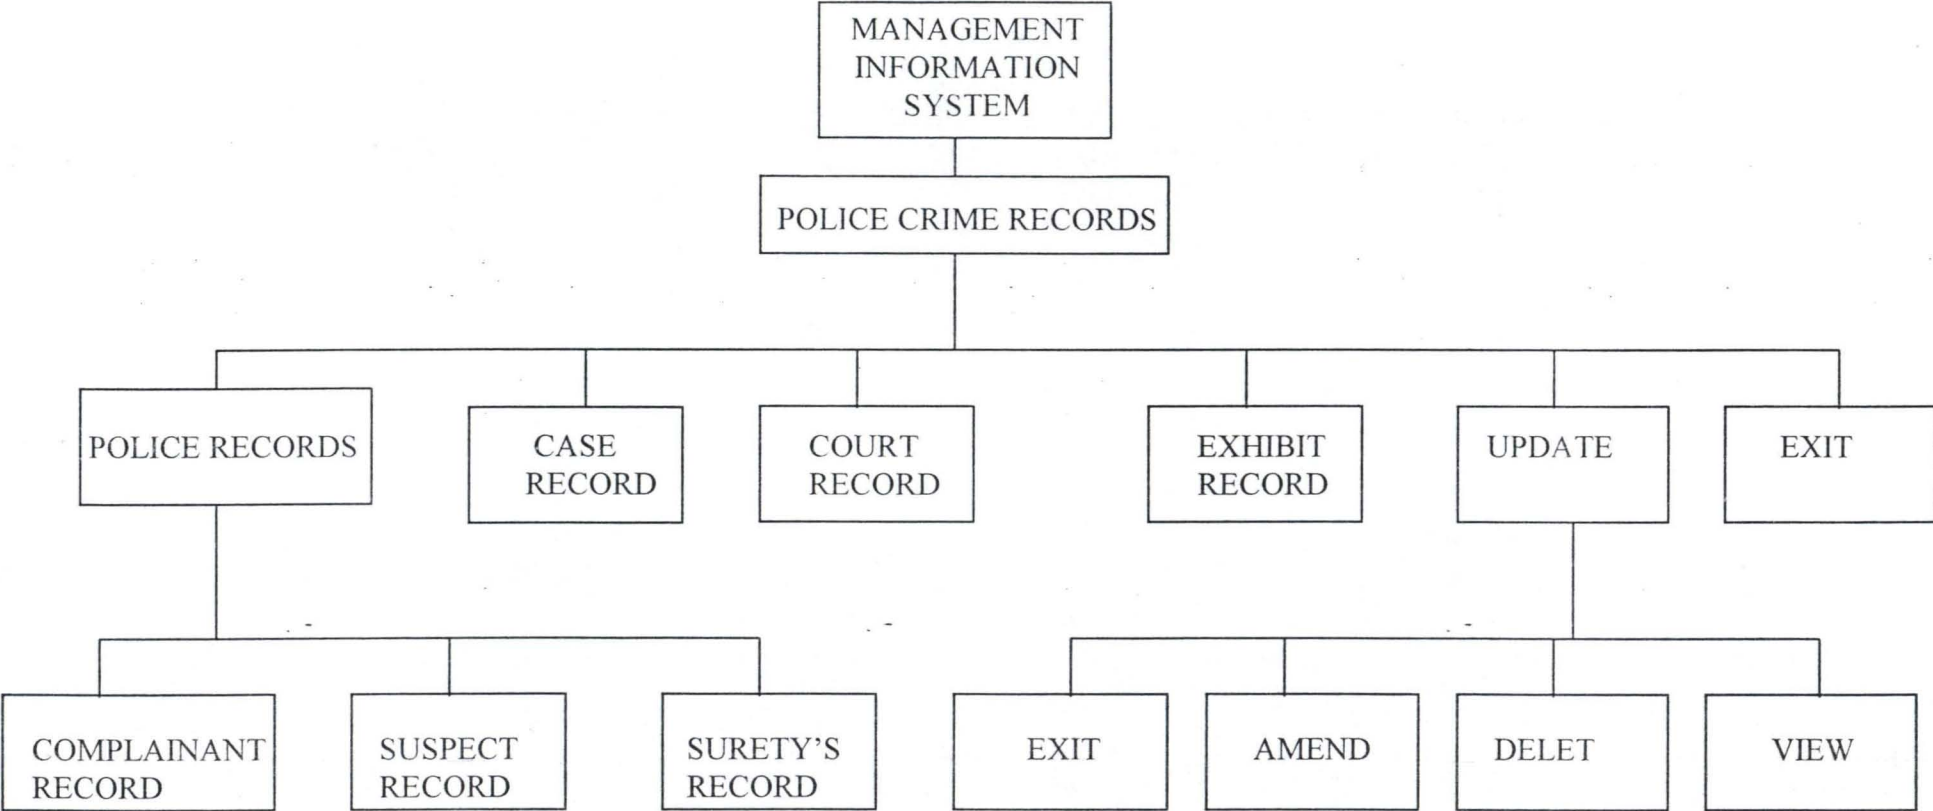 MANAGEMENT
INFORMATION
SYSTEM
POLICE CRIME RECORDS
POLICE RECORDS
CASE
RECORD
COURT
RECORD
EXHIBIT
RECORD
UPDATE
EXIT
COMPLAINANT
RECORD
SUSPECT
RECORD
SURETY'S
RECORD
EXIT
AMEND
DELET
VIEW